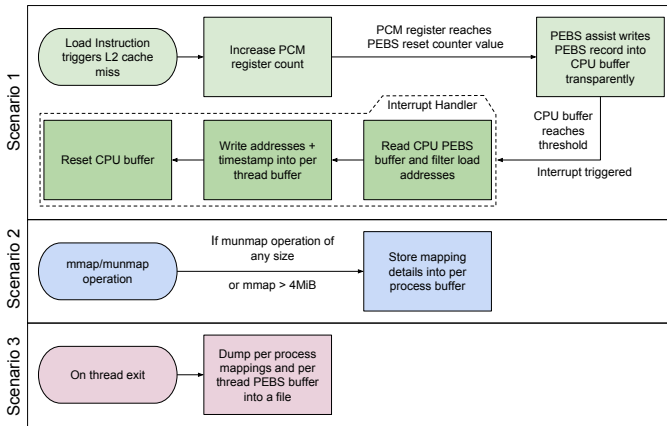 Scenario 1
Load Instruction
triggers L2 cache
miss
Increase PCM
register count
PCM register reaches
PEBS reset counter value
PEBS assist writes
PEBS record into
CPU buffer
transparently
CPU buffer
reaches
threshold
Interrupt triggered
Interrupt Handler
Read CPU PEBS
buffer and filter load
addresses
Write addresses +
timestamp into per
thread buffer
Reset CPU buffer
Scenario 2
mmap/munmap
operation
If munmap operation of
any size
or mmap > 4MiB
Store mapping
details into per
process buffer
Scenario 3
On thread exit
Dump per process
mappings and per
thread PEBS buffer
into a file